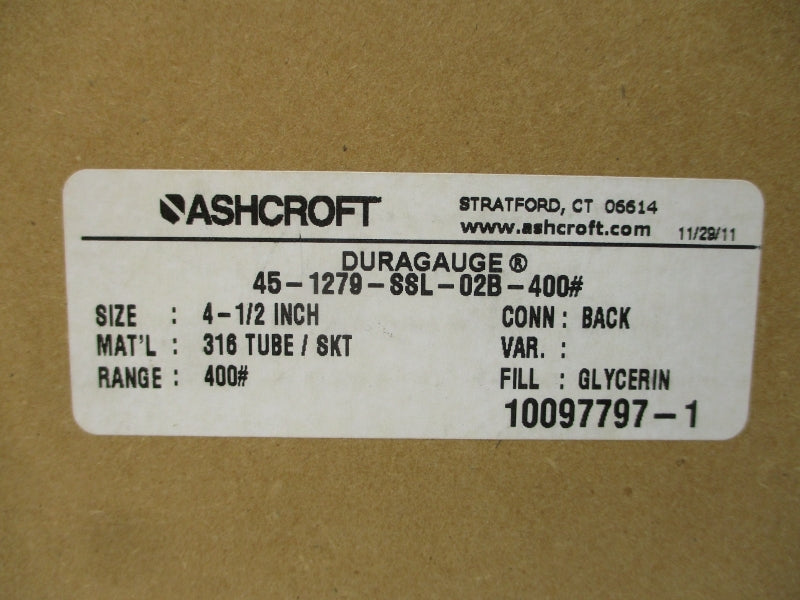 ASHCROFT
STRATFORD, CT 06614
www.ashcroft.com 11/29/11
DURAGAUGE ®
45-1279-SSL-02B-400#
SIZE : 4-1/2 INCH CONN : BACK
MAT'L : 316 TUBE / SKT VAR. :
RANGE : 400# FILL : GLYCERIN
10097797-1